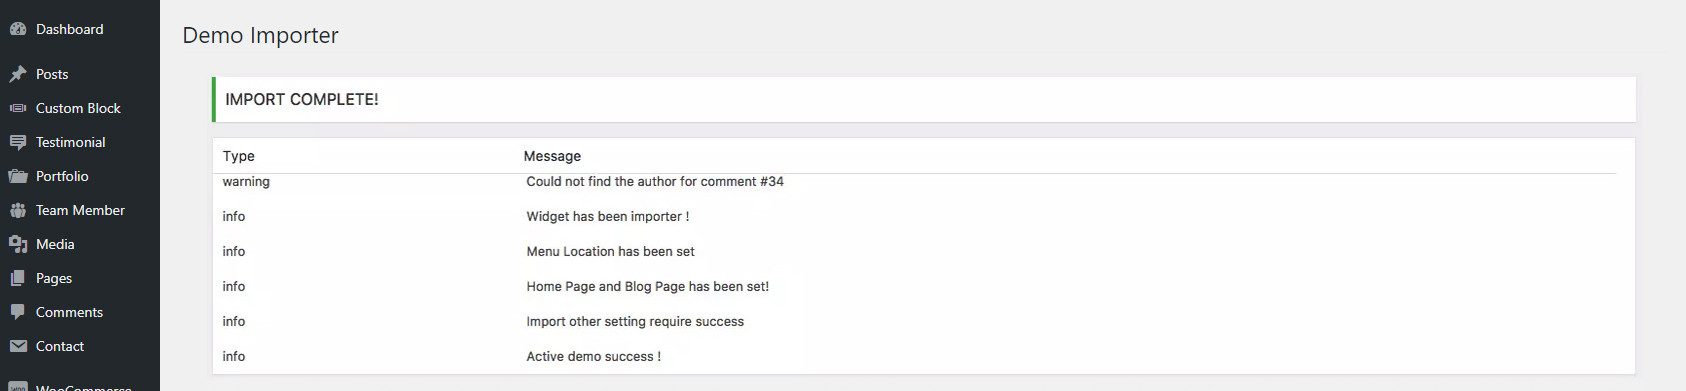 Dashboard
Posts
Custom Block
Testimonial
Portfolio
Team Member
Media
Pages
Comments
Contact
WooCommerce
Demo Importer
IMPORT COMPLETE!
Type Message
warning Could not find the author for comment #34
info Widget has been importer !
info Menu Location has been set
info Home Page and Blog Page has been set!
info Import other setting require success
info Active demo success !